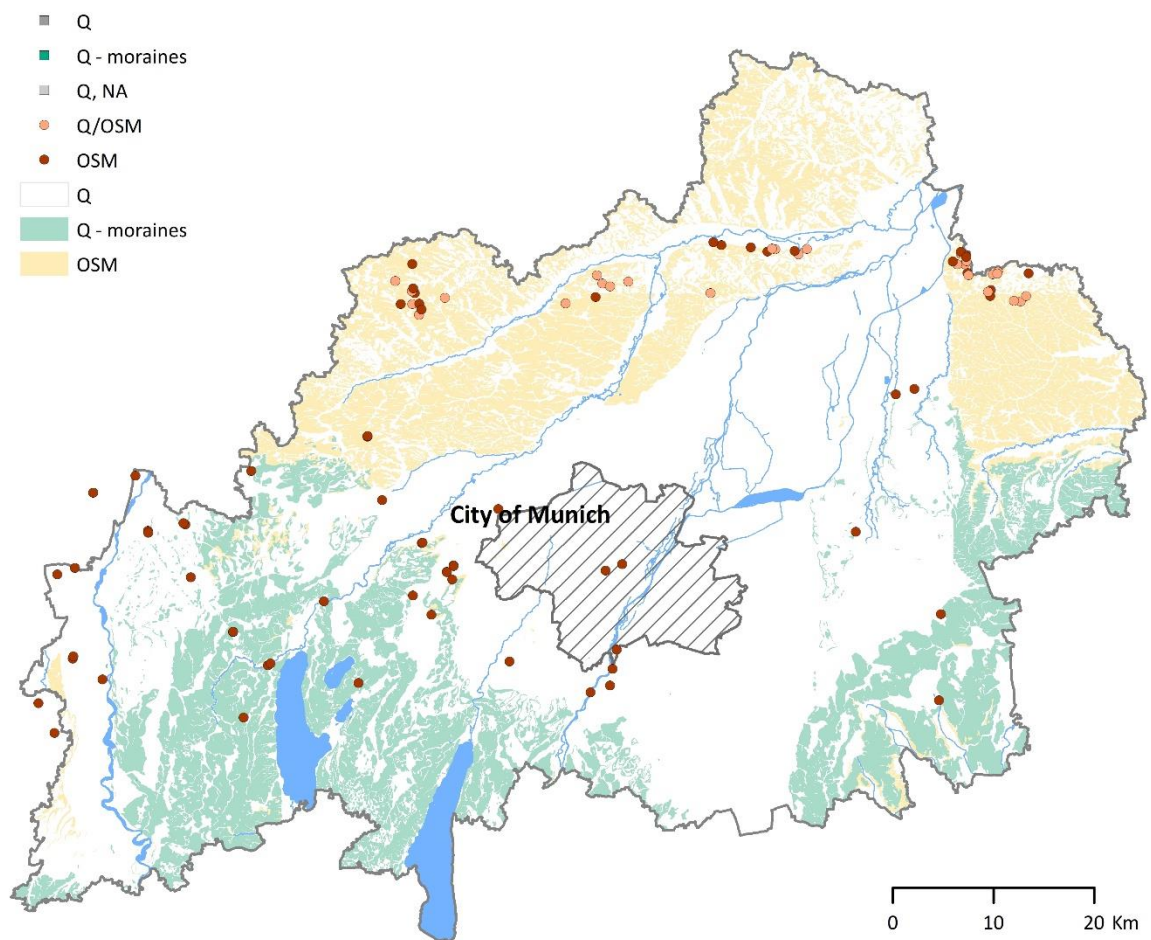 Q
Q - moraines
Q, NA
Q/OSM
OSM
Q
Q - moraines
OSM
City of Munich
0 10 20 Km